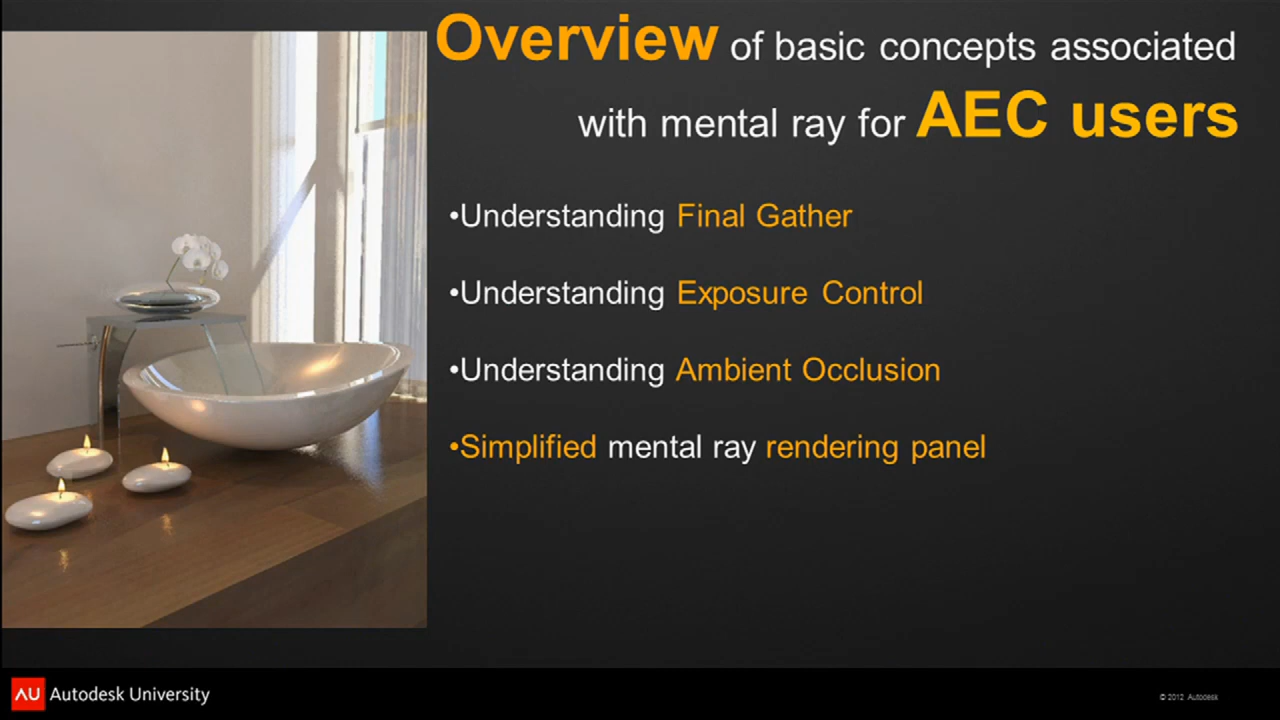 Overview of basic concepts associated
with mental ray for AEC users
•Understanding Final Gather
•Understanding Exposure Control
•Understanding Ambient Occlusion
•Simplified mental ray rendering panel
AU Autodesk University
© 2012 Autodesk